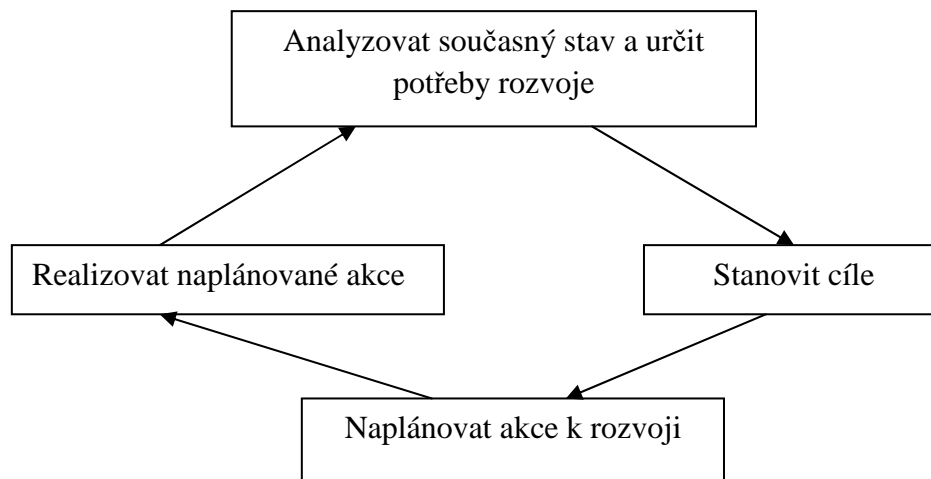 Analyzovat současný stav a určit
potřeby rozvoje
Realizovat naplánované akce
Stanovit cíle
Naplánovat akce k rozvoji